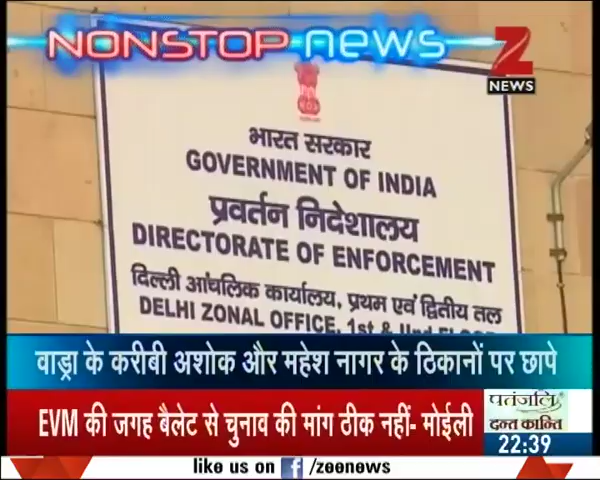 NONSTOP NEWS
Z
NEWS
भारत सरकार
GOVERNMENT OF INDIA
प्रवर्तन निदेशालय
DIRECTORATE OF ENFORCEMENT
दिल्ली आंचलिक कार्यालय, प्रथम एवं द्वितीय तल
DELHI ZONAL OFFICE, 1st &
वाड्रा के करीबी अशोक और महेश नागर के ठिकानों पर छापे
EVM की जगह बैलेट से चुनाव की मांग ठीक नहीं- मोईली
पतंजलि
दन्त कान्ति
22:39
like us on f /zeenews